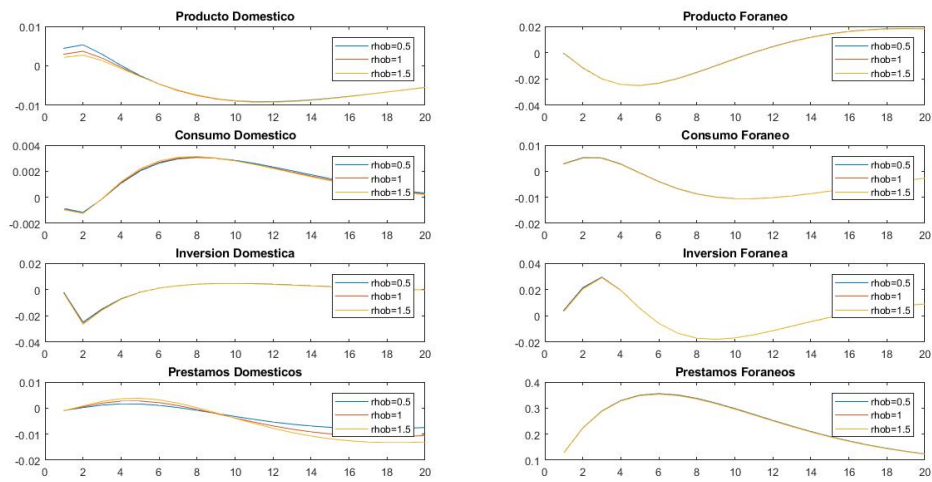 Producto Domestico
0.01
0
-0.01
0 2 4 6 8 10 12 14 16 18 20
rhob=0.5
rhob=1
rhob=1.5
Producto Foraneo
0.02
0
-0.02
-0.04
0 2 4 6 8 10 12 14 16 18 20
rhob=0.5
rhob=1
rhob=1.5
Consumo Domestico
0.004
0.002
0
-0.002
0 2 4 6 8 10 12 14 16 18 20
rhob=0.5
rhob=1
rhob=1.5
Consumo Foraneo
0.01
0
-0.01
-0.02
0 2 4 6 8 10 12 14 16 18 20
rhob=0.5
rhob=1
rhob=1.5
Inversion Domestica
0.02
0
-0.02
-0.04
0 2 4 6 8 10 12 14 16 18 20
rhob=0.5
rhob=1
rhob=1.5
Inversion Foranea
0.04
0.02
0
-0.02
0 2 4 6 8 10 12 14 16 18 20
rhob=0.5
rhob=1
rhob=1.5
Prestamos Domesticos
0.01
0
-0.01
-0.02
0 2 4 6 8 10 12 14 16 18 20
rhob=0.5
rhob=1
rhob=1.5
Prestamos Foraneos
0.4
0.3
0.2
0.1
0 2 4 6 8 10 12 14 16 18 20
rhob=0.5
rhob=1
rhob=1.5